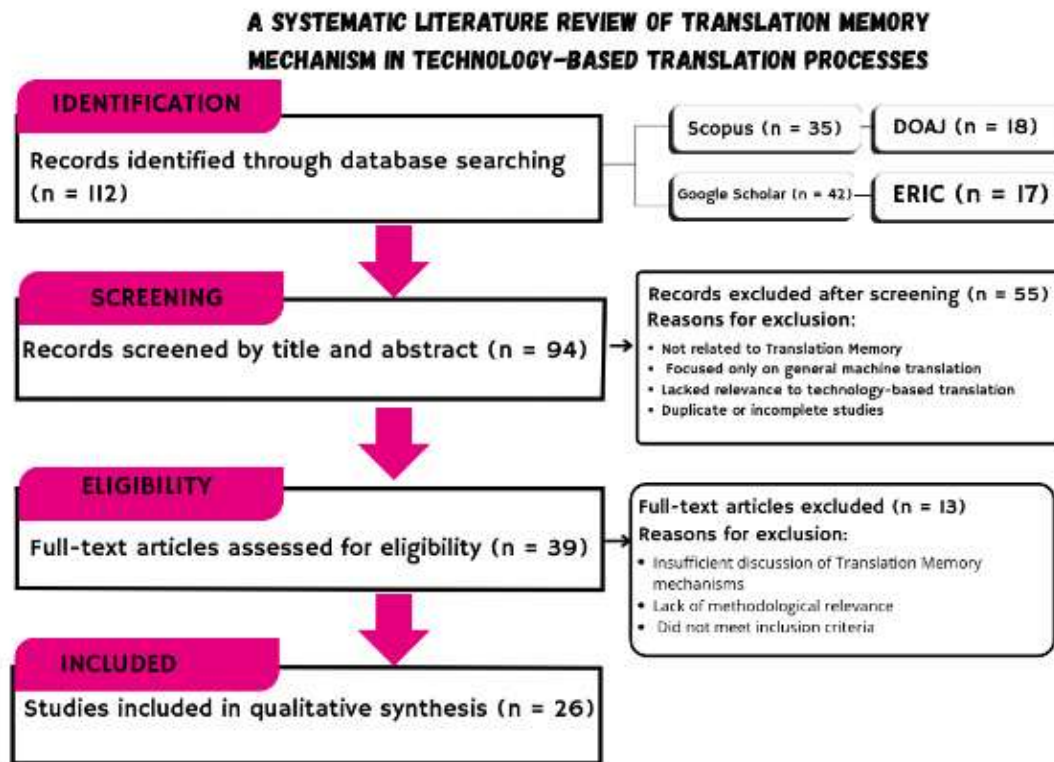 A SYSTEMATIC LITERATURE REVIEW OF TRANSLATION MEMORY
MECHANISM IN TECHNOLOGY-BASED TRANSLATION PROCESSES
IDENTIFICATION
Records identified through database searching
(n = 112)
Scopus (n = 35)
DOAJ (n = 18)
Google Scholar (n = 42)
ERIC (n = 17)
SCREENING
Records screened by title and abstract (n = 94)
Records excluded after screening (n = 55)
Reasons for exclusion:
• Not related to Translation Memory
• Focused only on general machine translation
• Lacked relevance to technology-based translation
• Duplicate or incomplete studies
ELIGIBILITY
Full-text articles assessed for eligibility (n = 39)
Full-text articles excluded (n = 13)
Reasons for exclusion:
• Insufficient discussion of Translation Memory
mechanisms
• Lack of methodological relevance
• Did not meet inclusion criteria
INCLUDED
Studies included in qualitative synthesis (n = 26)